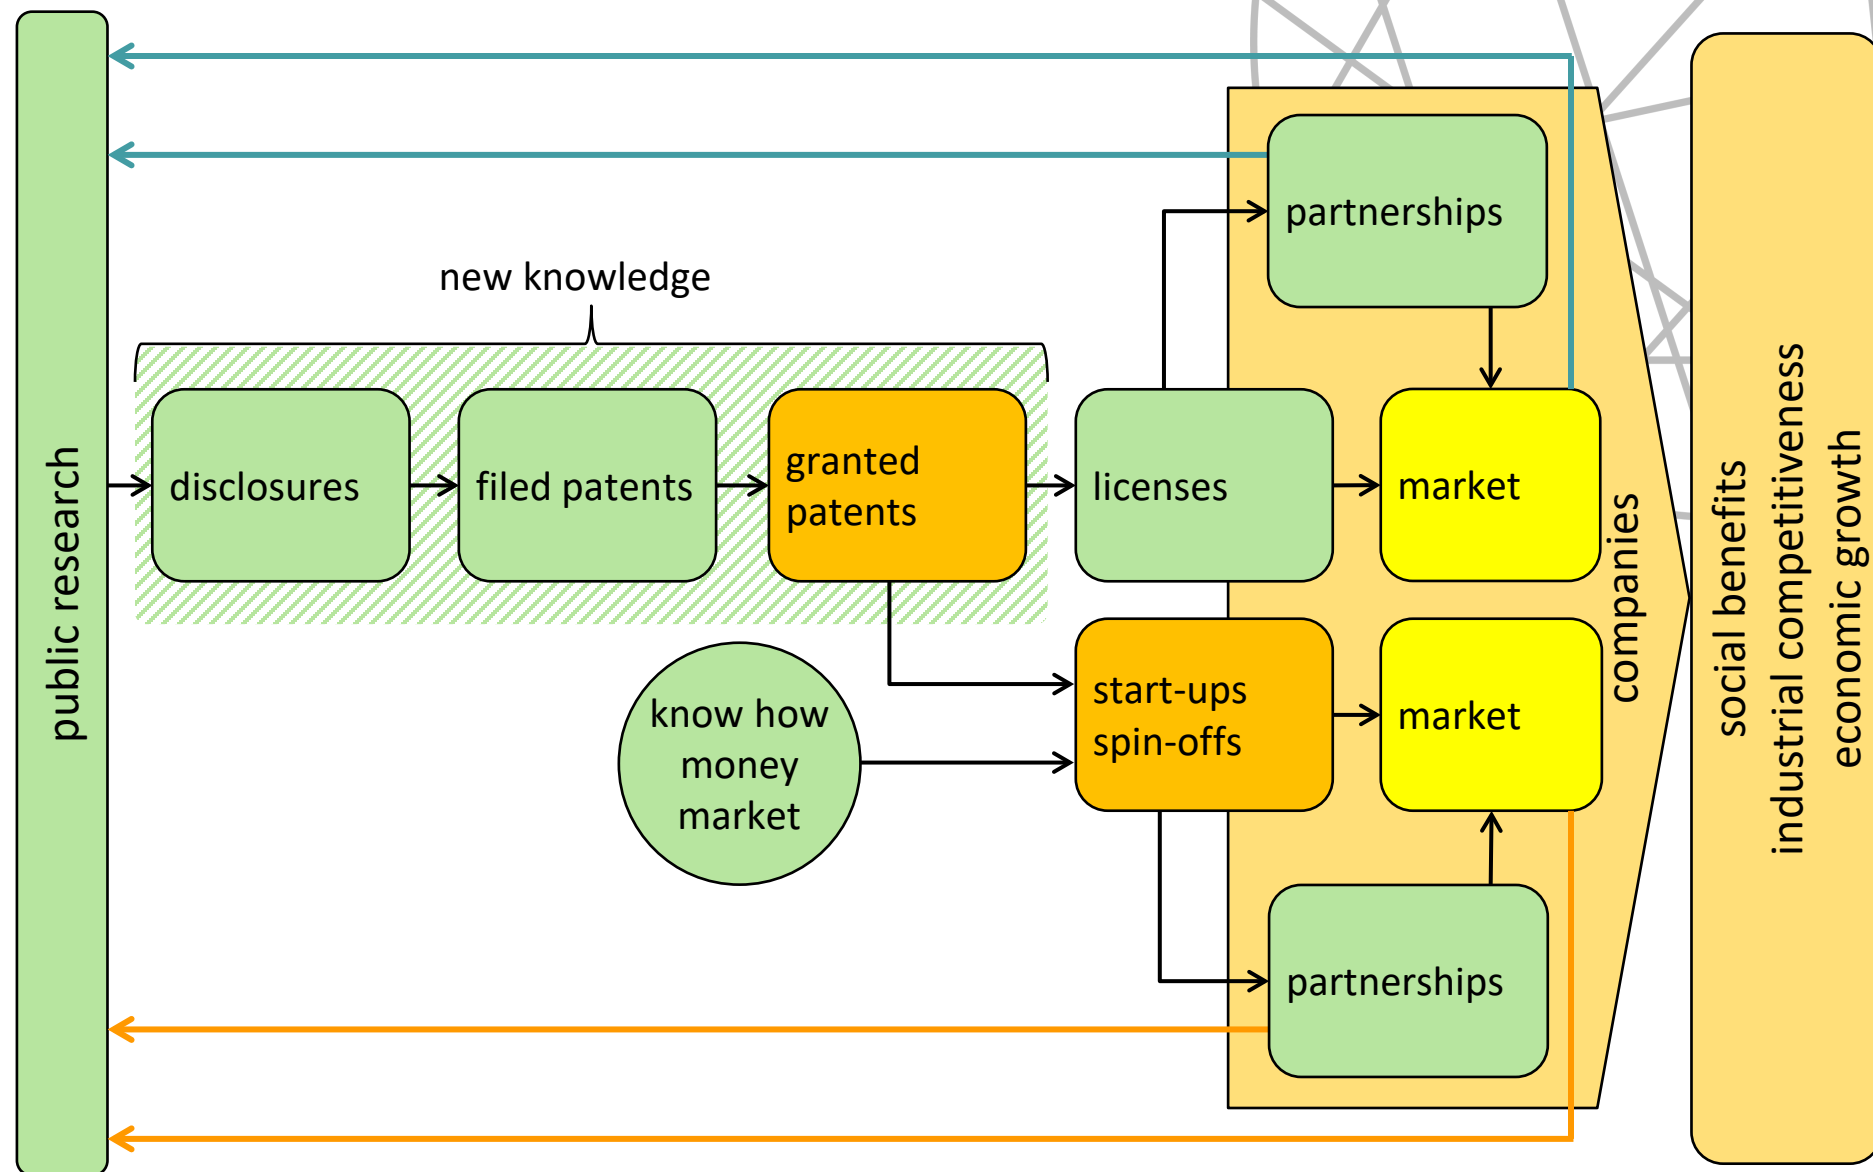 public research
new knowledge
disclosures
filed patents
granted
patents
licenses
market
partnerships
know how
money
market
start-ups
spin-offs
market
partnerships
companies
social benefits
industrial competitiveness
economic growth